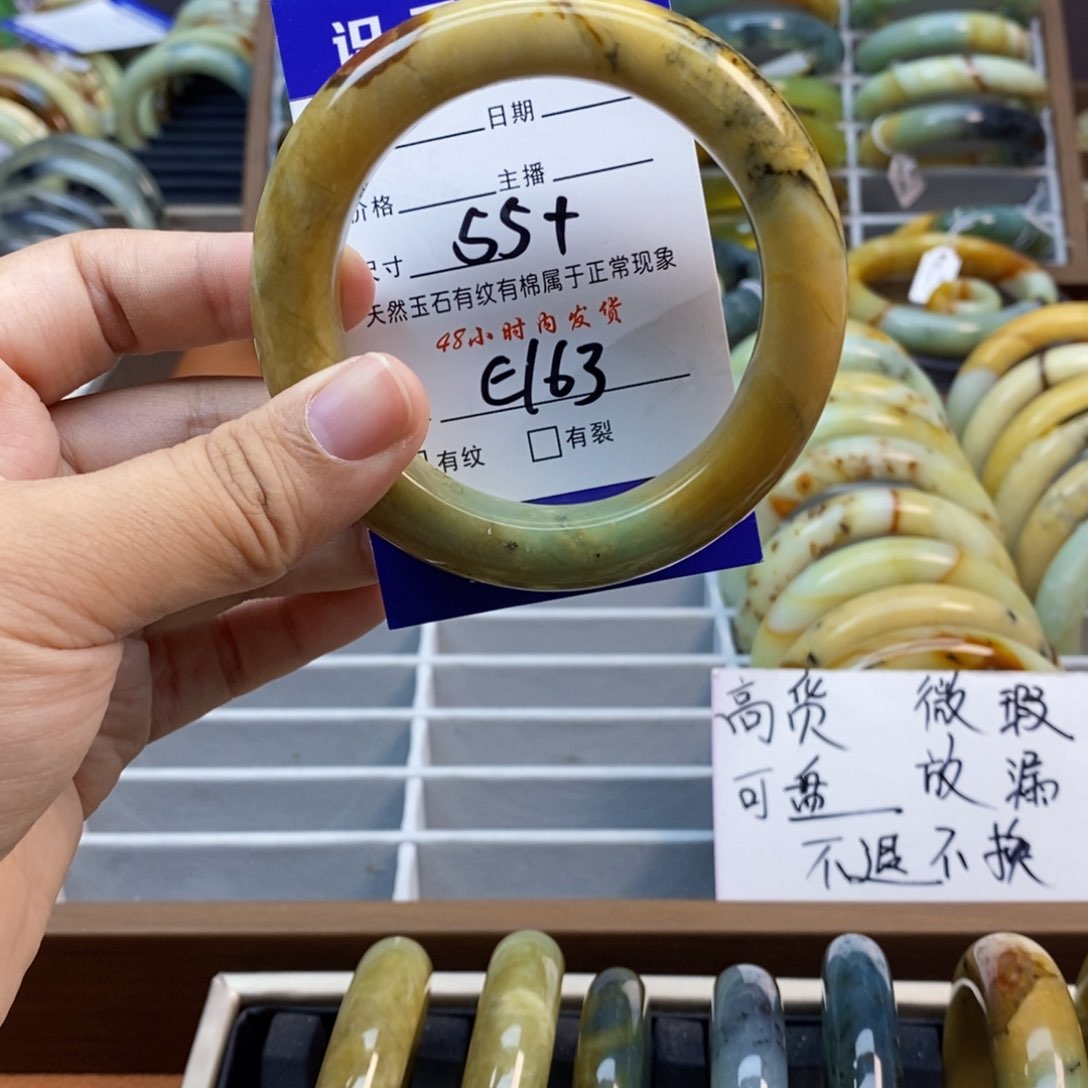 识
日期
主播
价格
55+
尺寸
天然玉石有纹有棉属于正常现象
48小时内发货
E163
有纹
有裂
高货 微瑕
可盘 放漏
不退不换